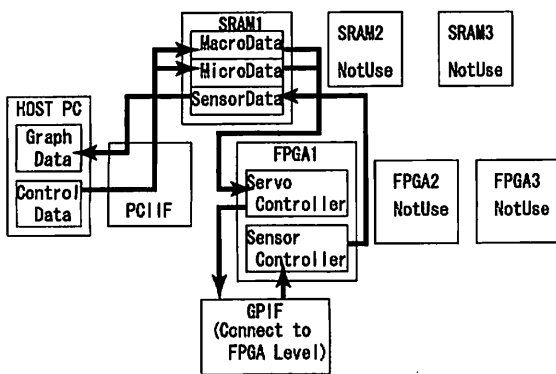 SRAM1
MacroData
MicroData
SensorData
SRAM2
NotUse
SRAM3
NotUse
HOST PC
Graph
Data
Control
Data
PCIIF
FPGA1
Servo
Controller
Sensor
Controller
FPGA2
NotUse
FPGA3
NotUse
GPIF
(Connect to
FPGA Level)